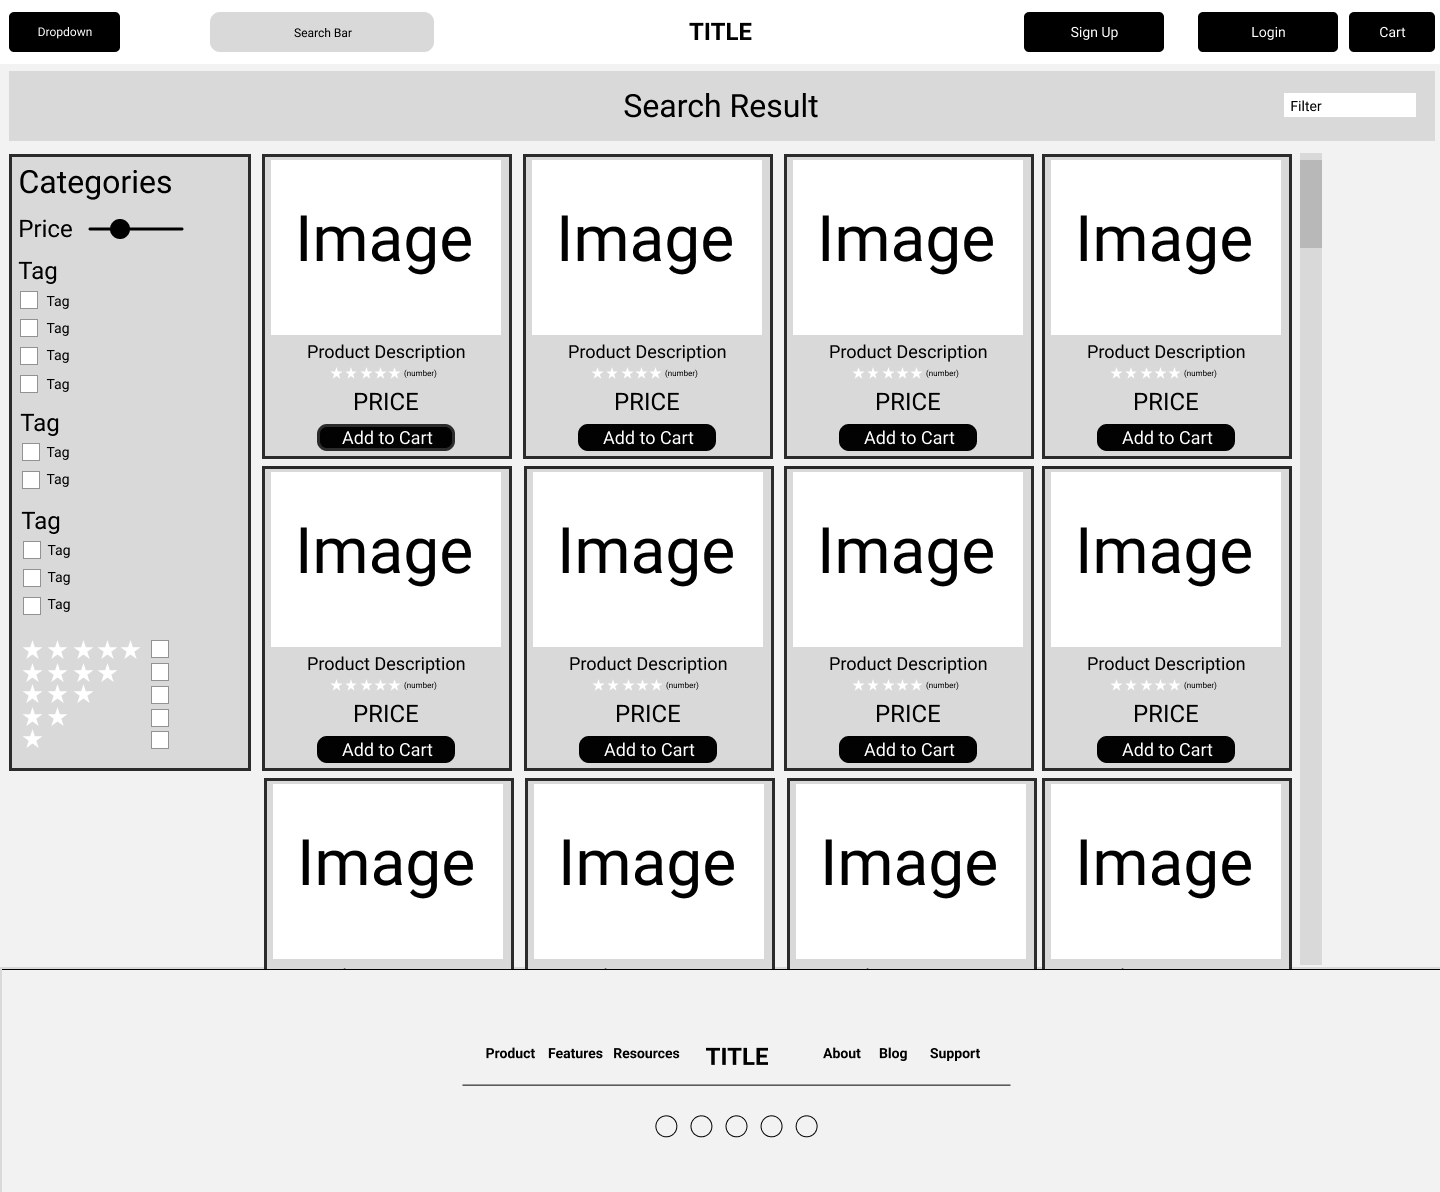 Dropdown
Search Bar
TITLE
Sign Up
Login
Cart
Search Result
Filter
Categories
Price
Tag
Tag
Tag
Tag
Tag
Tag
Tag
Tag
Tag
Tag
Tag
Tag
Image
Product Description
(number)
PRICE
Add to Cart
Image
Product Description
(number)
PRICE
Add to Cart
Image
Product Description
(number)
PRICE
Add to Cart
Image
Product Description
(number)
PRICE
Add to Cart
Image
Product Description
(number)
PRICE
Add to Cart
Image
Product Description
(number)
PRICE
Add to Cart
Image
Product Description
(number)
PRICE
Add to Cart
Image
Product Description
(number)
PRICE
Add to Cart
Image
Image
Image
Image
Product Features Resources TITLE About Blog Support